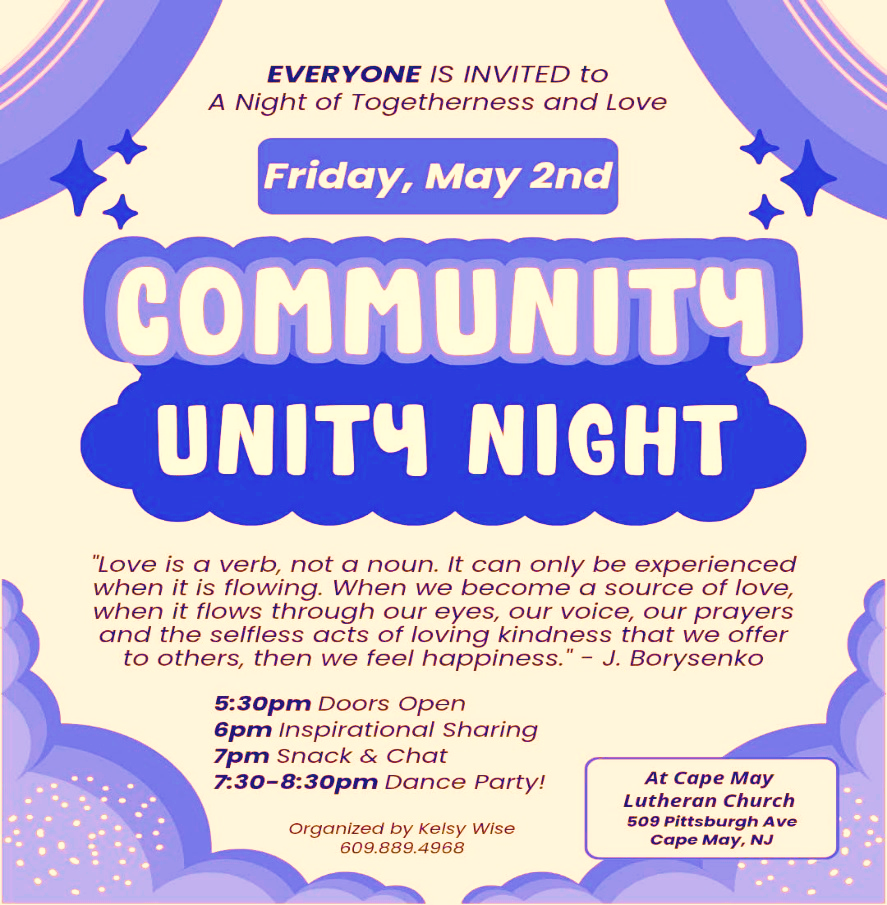 EVERYONE IS INVITED to
A Night of Togetherness and Love
Friday, May 2nd
COMMUNITY
UNITY NIGHT
"Love is a verb, not a noun. It can only be experienced
when it is flowing. When we become a source of love,
when it flows through our eyes, our voice, our prayers
and the selfless acts of loving kindness that we offer
to others, then we feel happiness." - J. Borysenko
5:30pm Doors Open
6pm Inspirational Sharing
7pm Snack & Chat
7:30-8:30pm Dance Party!
Organized by Kelsy Wise
609.889.4968
At Cape May
Lutheran Church
509 Pittsburgh Ave
Cape May, NJ